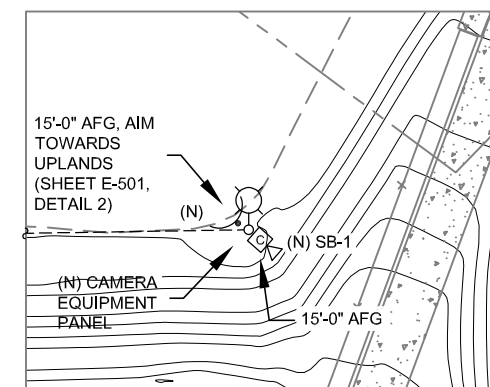 15'-0" AFG, AIM
TOWARDS
UPLANDS
(SHEET E-501,
DETAIL 2)
(N)
C
(N) SB-1
(N) CAMERA
EQUIPMENT
PANEL
15'-0" AFG